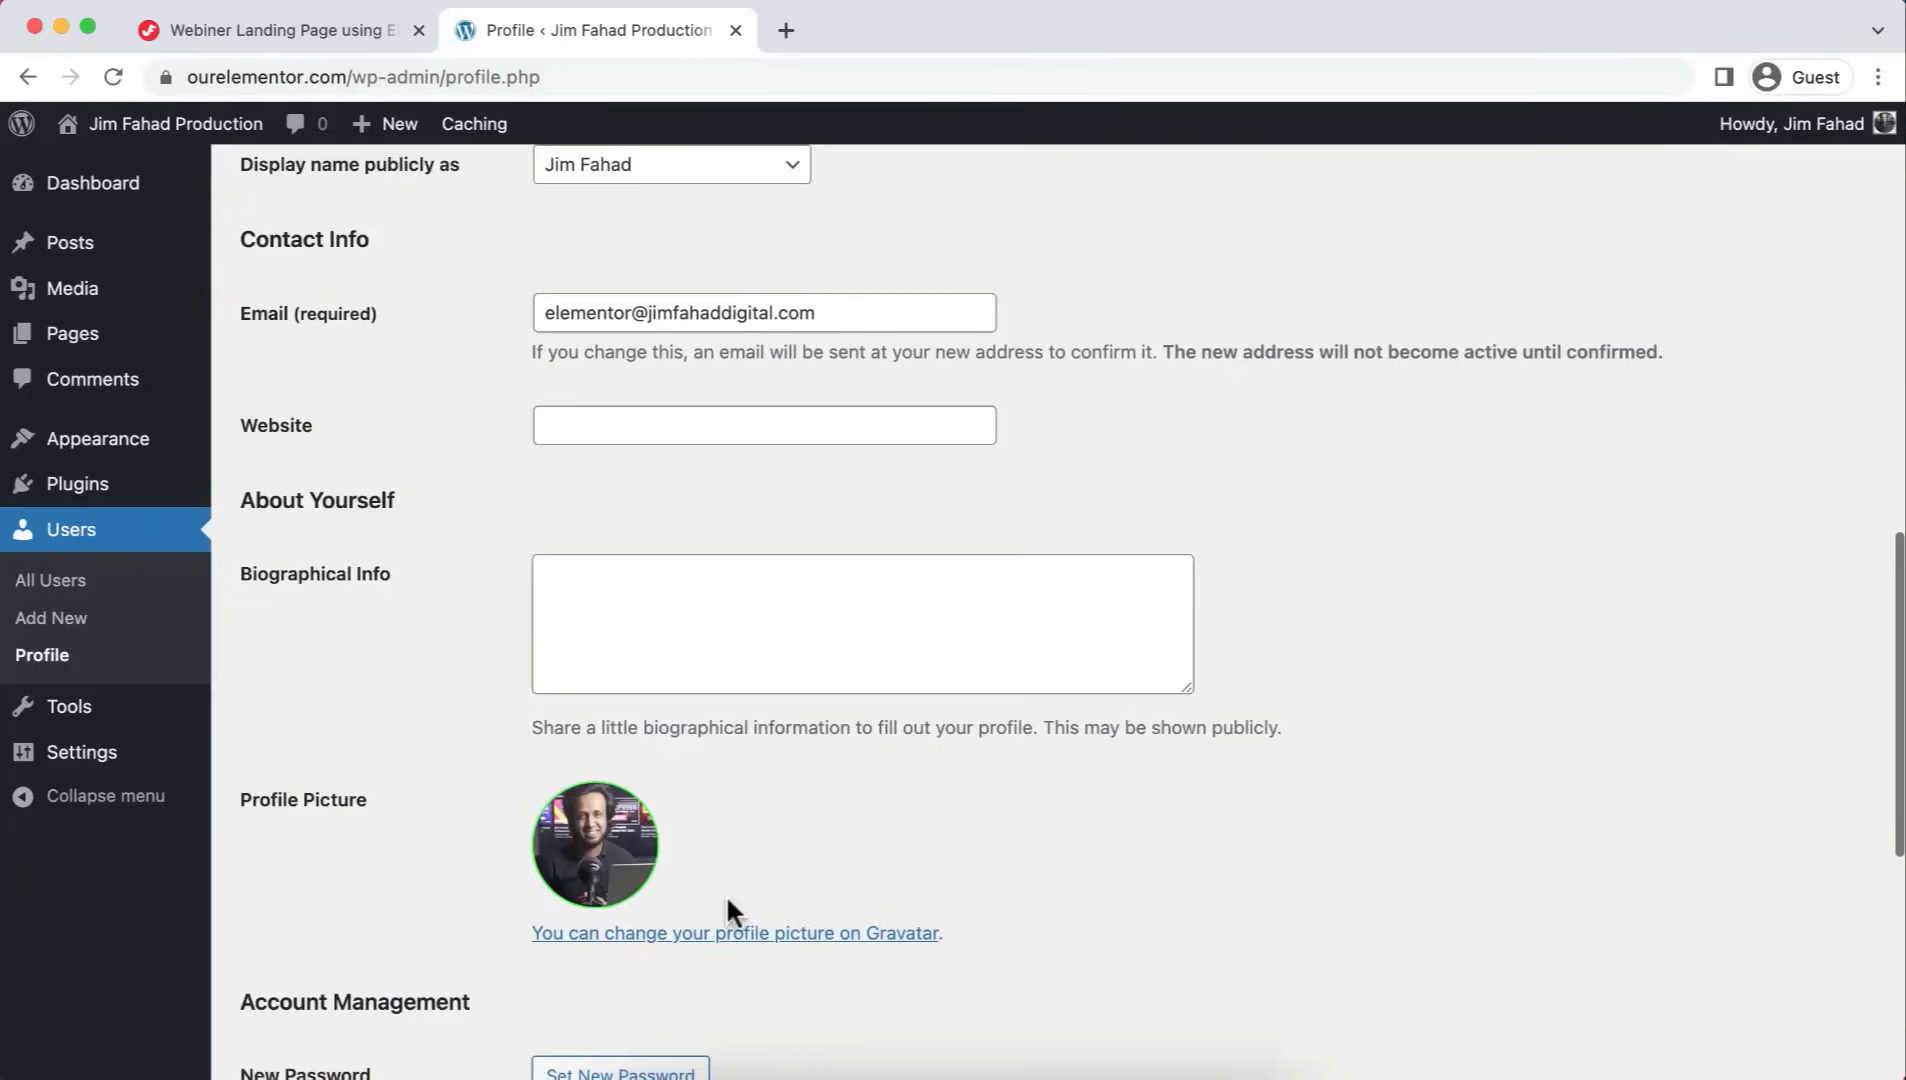 Webiner Landing Page using El
Profile ‹ Jim Fahad Production
ourelementor.com/wp-admin/profile.php
Guest
Jim Fahad Production
0
New
Caching
Howdy, Jim Fahad
Dashboard
Posts
Media
Pages
Comments
Appearance
Plugins
Users
All Users
Add New
Profile
Tools
Settings
Collapse menu
Display name publicly as
Jim Fahad
Contact Info
Email (required)
elementor@jimfahaddigital.com
If you change this, an email will be sent at your new address to confirm it. The new address will not become active until confirmed.
Website
About Yourself
Biographical Info
Share a little biographical information to fill out your profile. This may be shown publicly.
Profile Picture
You can change your profile picture on Gravatar.
Account Management
New Password
Set New Password